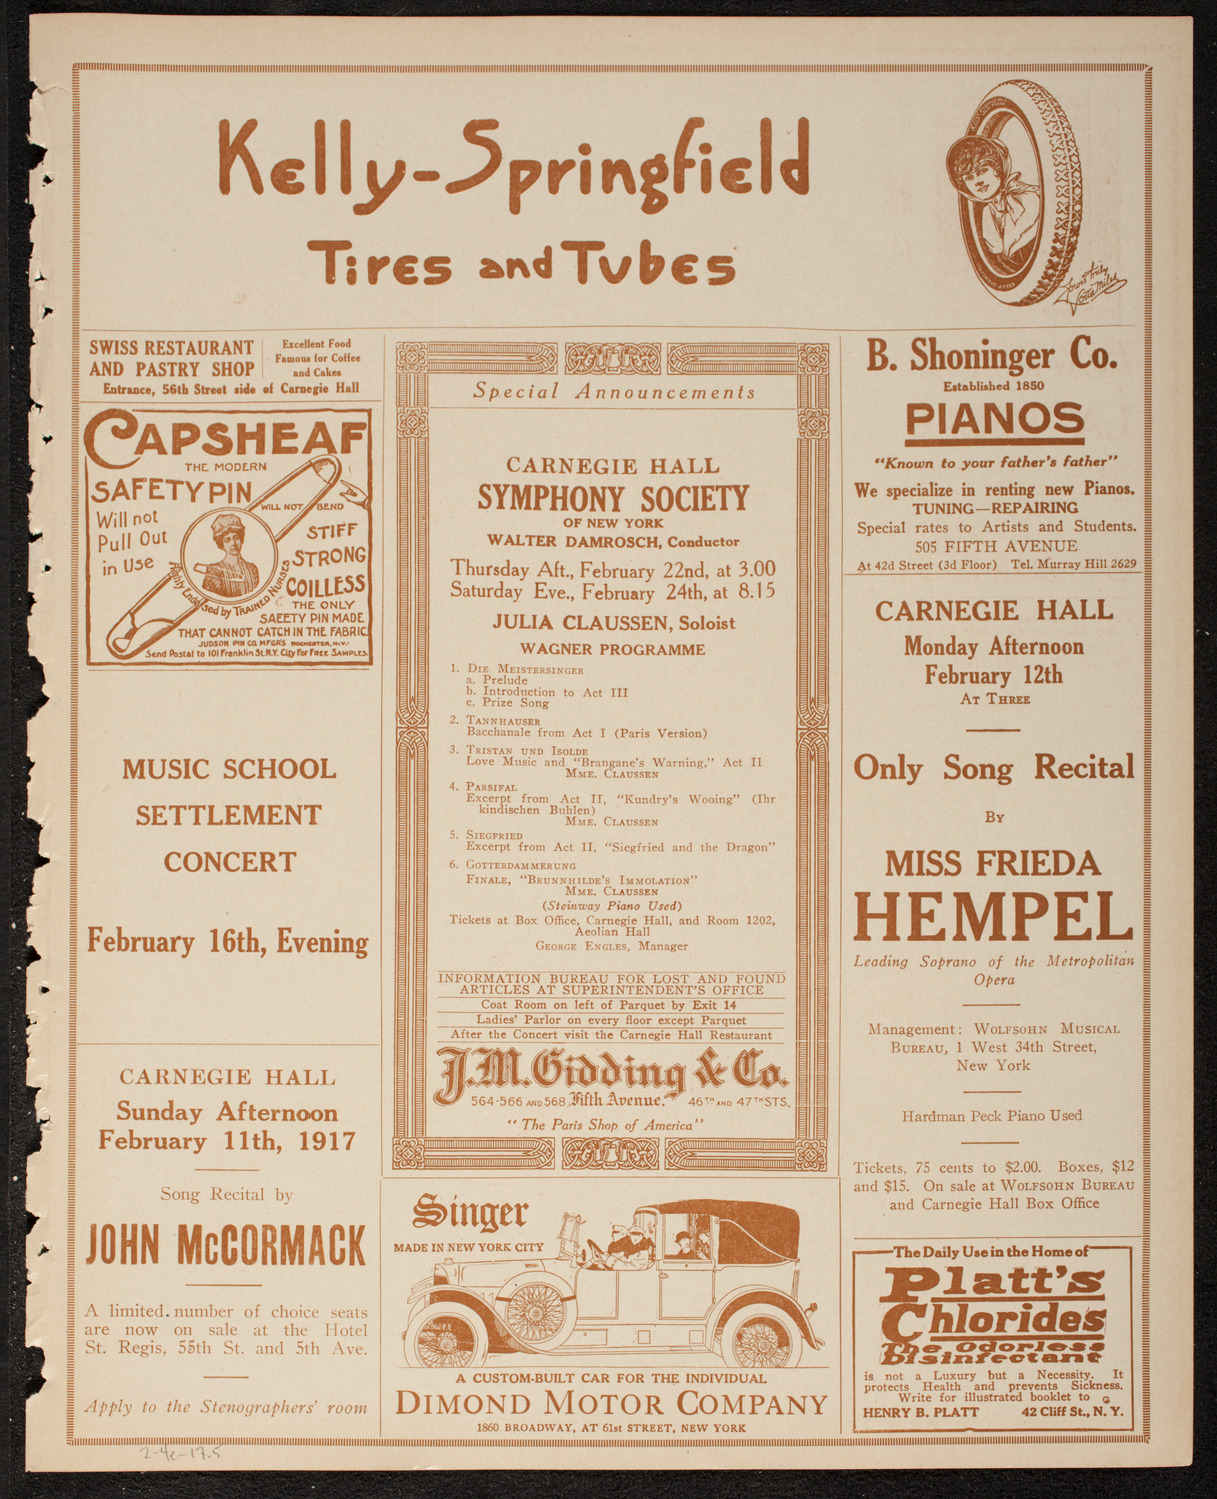 Kelly-Springfield
Tires and Tubes
Yours truly
Lotta Miles
SWISS RESTAURANT
AND PASTRY SHOP
Excellent Food
Famous for Coffee
and Cakes
Entrance, 56th Street side of Carnegie Hall
CAPSHEAF
THE MODERN
SAFETY PIN
WILL NOT BEND
Will not
Pull Out
in Use
STIFF
STRONG
COILLESS
Highly Endorsed by TRAINED NURSES
THE ONLY
SAFETY PIN MADE
THAT CANNOT CATCH IN THE FABRIC
JUDSON PIN CO. MFGRS ROCHESTER, N.Y.
Send Postal to 101 Franklin St. N.Y. City for FREE SAMPLES.
MUSIC SCHOOL
SETTLEMENT
CONCERT
February 16th, Evening
CARNEGIE HALL
Sunday Afternoon
February 11th, 1917
Song Recital by
JOHN McCORMACK
A limited. number of choice seats
are now on sale at the Hotel
St. Regis, 55th St. and 5th Ave.
Apply to the Stenographers' room
Special Announcements
CARNEGIE HALL
SYMPHONY SOCIETY
OF NEW YORK
WALTER DAMROSCH, Conductor
Thursday Aft., February 22nd, at 3.00
Saturday Eve., February 24th, at 8.15
JULIA CLAUSSEN, Soloist
WAGNER PROGRAMME
1. DIE MEISTERSINGER
a. Prelude
b. Introduction to Act III
c. Prize Song
2. TANNHAUSER
Bacchanale from Act I (Paris Version)
3. TRISTAN UND ISOLDE
Love Music and "Brangane's Warning," Act II
MME. CLAUSSEN
4. PARSIFAL
Excerpt from Act II, "Kundry's Wooing" (Ihr
kindischen Buhlen)
MME. CLAUSSEN
5. SIEGFRIED
Excerpt from Act II, "Siegfried and the Dragon"
6. GOTTERDAMMERUNG
FINALE, "BRUNNHILDE'S IMMOLATION"
MME. CLAUSSEN
(Steinway Piano Used)
Tickets at Box Office, Carnegie Hall, and Room 1202,
Aeolian Hall
GEORGE ENGLES, Manager
INFORMATION BUREAU FOR LOST AND FOUND
ARTICLES AT SUPERINTENDENT'S OFFICE
Coat Room on left of Parquet by Exit 14
Ladies' Parlor on every floor except Parquet
After the Concert visit the Carnegie Hall Restaurant
J.M. Gidding & Co.
564-566 AND 568 Fifth Avenue. 46TH AND 47TH STS.
"The Paris Shop of America"
Singer
MADE IN NEW YORK CITY
A CUSTOM-BUILT CAR FOR THE INDIVIDUAL
DIMOND MOTOR COMPANY
1860 BROADWAY, AT 61st STREET, NEW YORK
B. Shoninger Co.
Established 1850
PIANOS
"Known to your father's father"
We specialize in renting new Pianos.
TUNING—REPAIRING
Special rates to Artists and Students.
505 FIFTH AVENUE
At 42d Street (3d Floor) Tel. Murray Hill 2629
CARNEGIE HALL
Monday Afternoon
February 12th
AT THREE
Only Song Recital
BY
MISS FRIEDA
HEMPEL
Leading Soprano of the Metropolitan
Opera
Management: WOLFSOHN MUSICAL
BUREAU, 1 West 34th Street,
New York
Hardman Peck Piano Used
Tickets, 75 cents to $2.00. Boxes, $12
and $15. On sale at WOLFSOHN BUREAU
and Carnegie Hall Box Office
The Daily Use in the Home of
Platt's
Chlorides
The Odorless
Disinfectant
is not a Luxury but a Necessity. It
protects Health and prevents Sickness.
Write for illustrated booklet to
HENRY B. PLATT 42 Cliff St., N. Y.